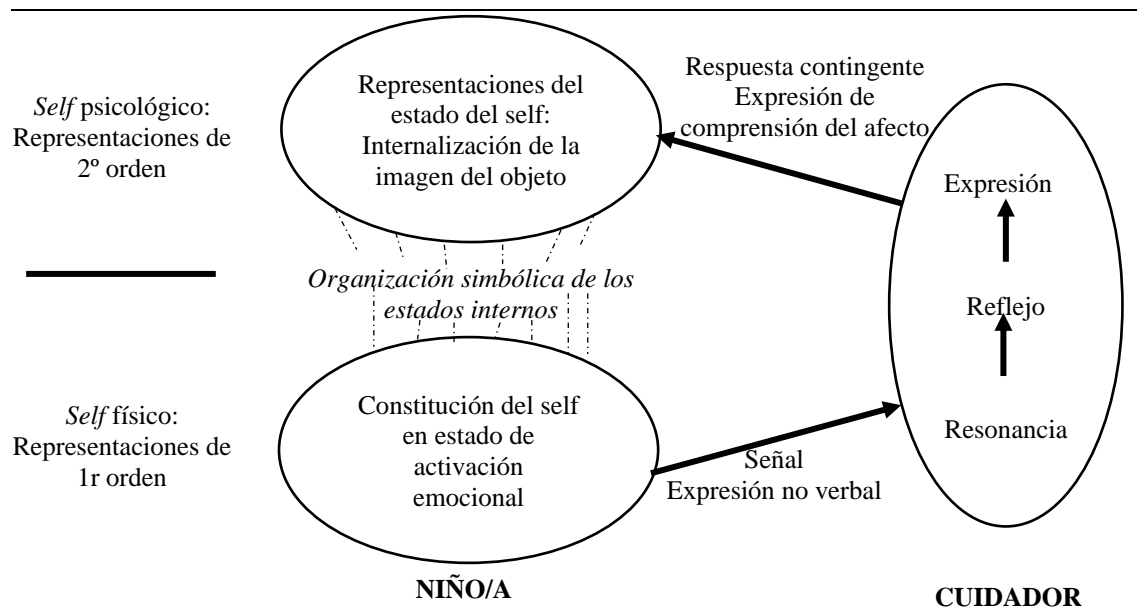 Self psicológico:
Representaciones de
2º orden
Representaciones del
estado del self:
Internalización de la
imagen del objeto
Respuesta contingente
Expresión de
comprensión del afecto
Expresión
Reflejo
Resonancia
Organización simbólica de los
estados internos
Self físico:
Representaciones de
1r orden
Constitución del self
en estado de
activación
emocional
Señal
Expresión no verbal
NIÑO/A
CUIDADOR